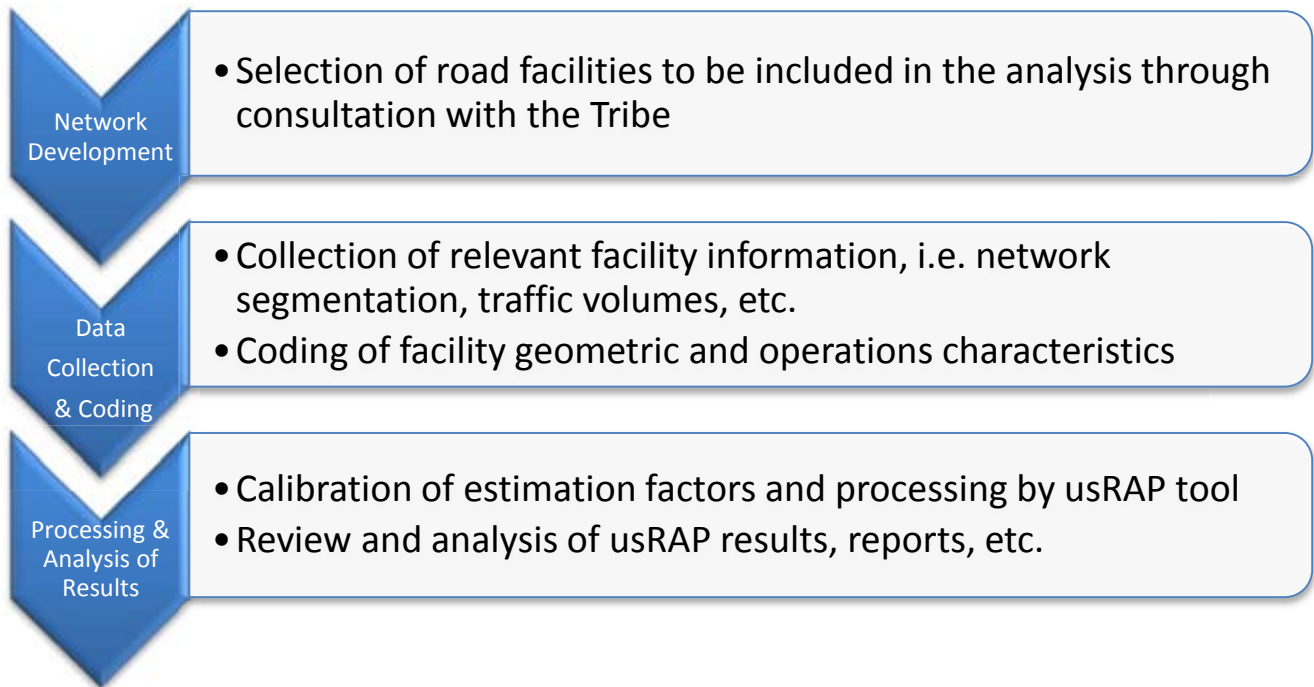 Network
Development
• Selection of road facilities to be included in the analysis through
consultation with the Tribe
Data
Collection
& Coding
• Collection of relevant facility information, i.e. network
segmentation, traffic volumes, etc.
• Coding of facility geometric and operations characteristics
Processing &
Analysis of
Results
• Calibration of estimation factors and processing by usRAP tool
• Review and analysis of usRAP results, reports, etc.